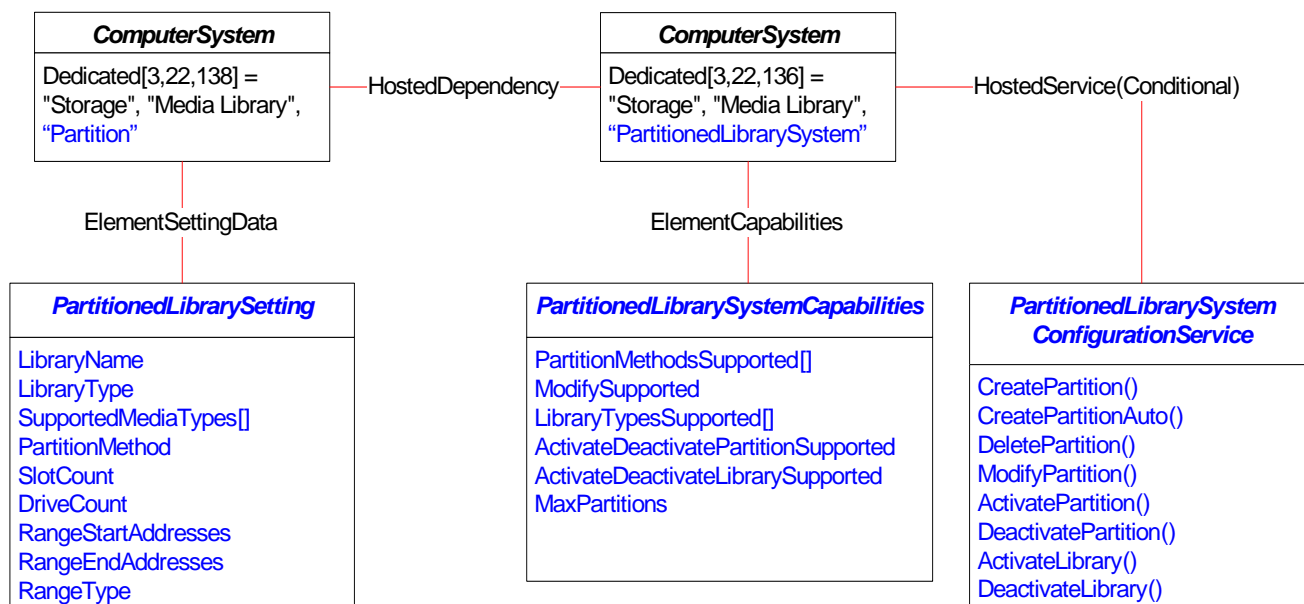 ComputerSystem
Dedicated[3,22,138] =
"Storage", "Media Library",
“Partition”
HostedDependency
ComputerSystem
Dedicated[3,22,136] =
"Storage", "Media Library",
“PartitionedLibrarySystem”
HostedService(Conditional)
ElementSettingData
ElementCapabilities
PartitionedLibrarySetting
LibraryName
LibraryType
SupportedMediaTypes[]
PartitionMethod
SlotCount
DriveCount
RangeStartAddresses
RangeEndAddresses
RangeType
PartitionedLibrarySystemCapabilities
PartitionMethodsSupported[]
ModifySupported
LibraryTypesSupported[]
ActivateDeactivatePartitionSupported
ActivateDeactivateLibrarySupported
MaxPartitions
PartitionedLibrarySystem
ConfigurationService
CreatePartition()
CreatePartitionAuto()
DeletePartition()
ModifyPartition()
ActivatePartition()
DeactivatePartition()
ActivateLibrary()
DeactivateLibrary()